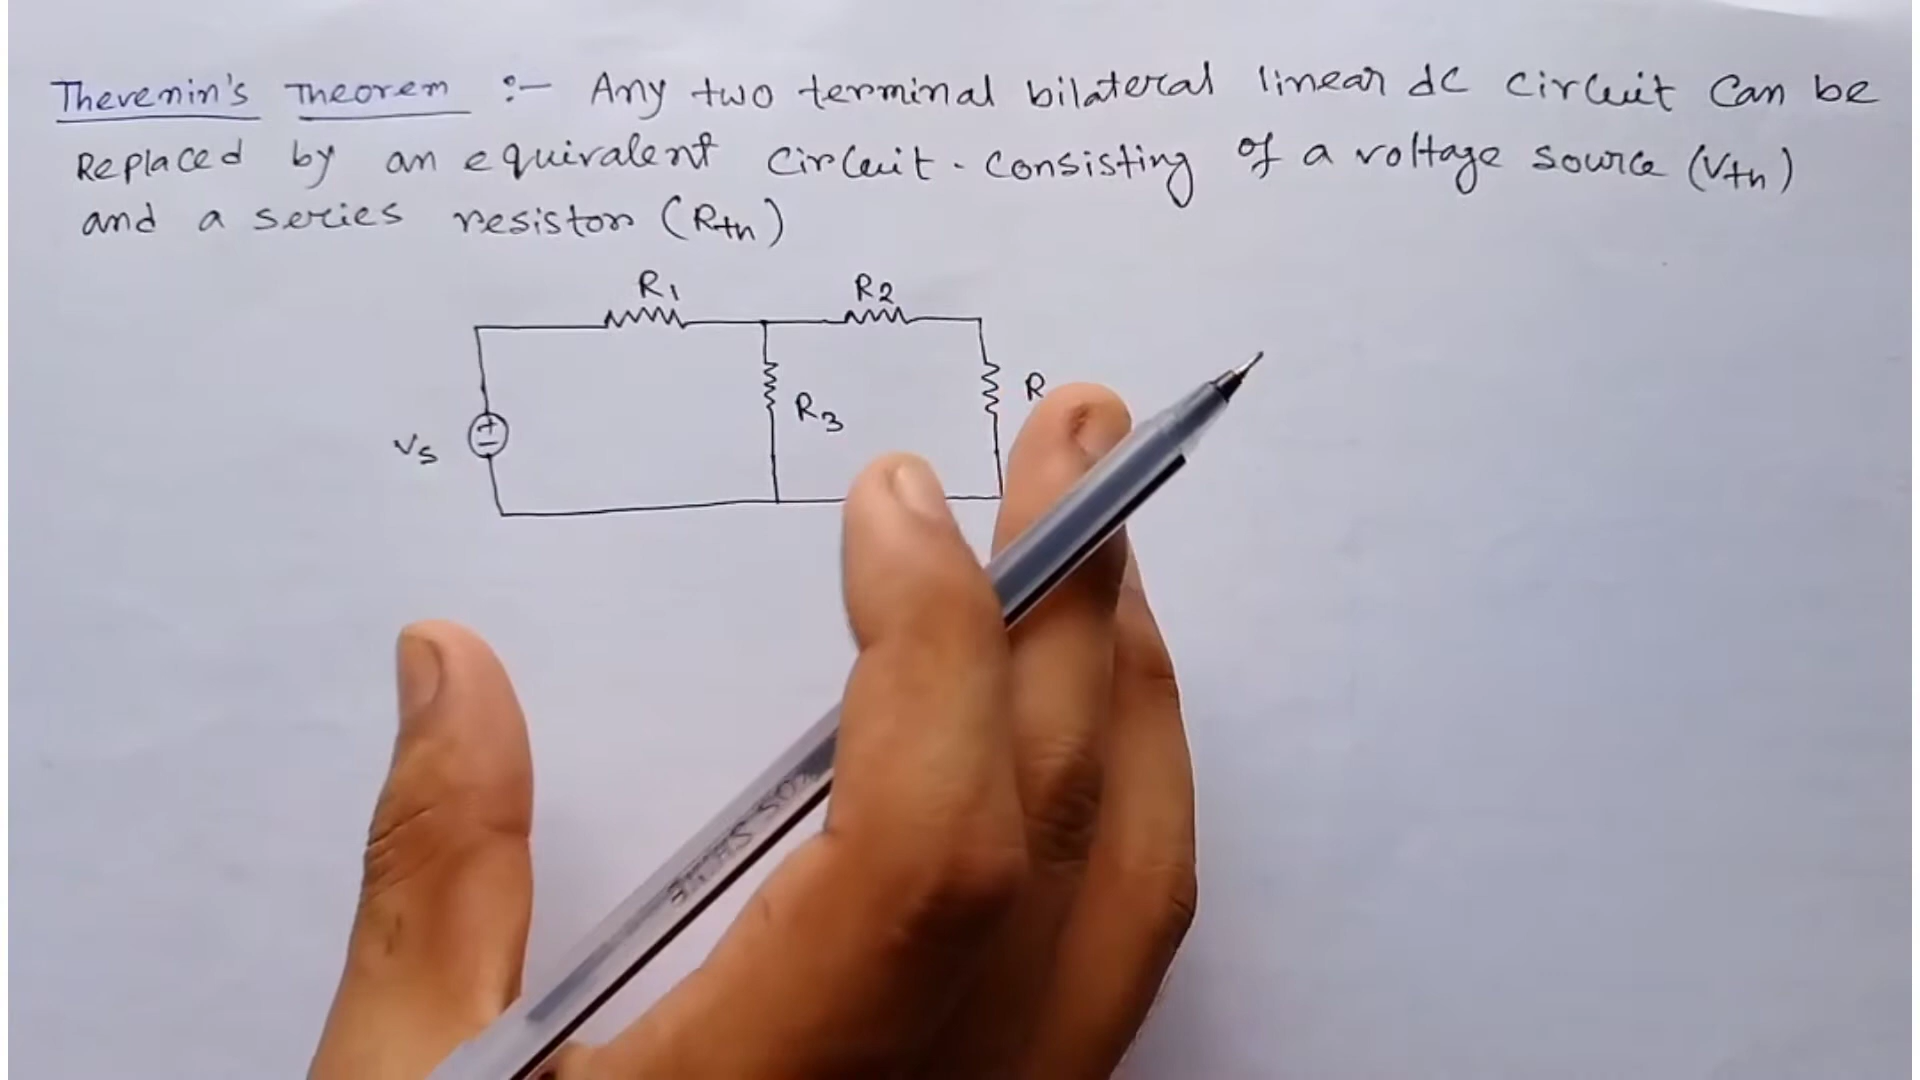 Thevenin's Theorem :- Any two terminal bilateral linear dc circuit can be
Replaced by an equivalent circuit - consisting of a voltage source (Vth)
and a series resistor (Rth)
R1 R2
R3 R
Vs